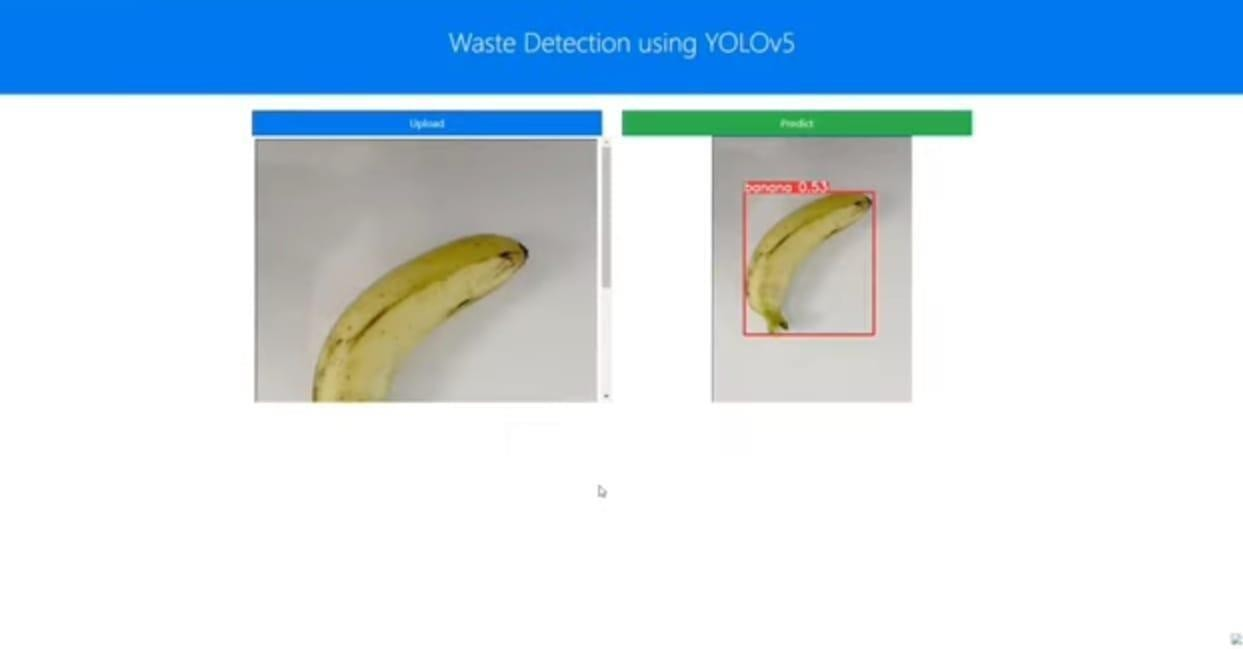 Waste Detection using YOLOv5
Upload
Predict
banana 0.53